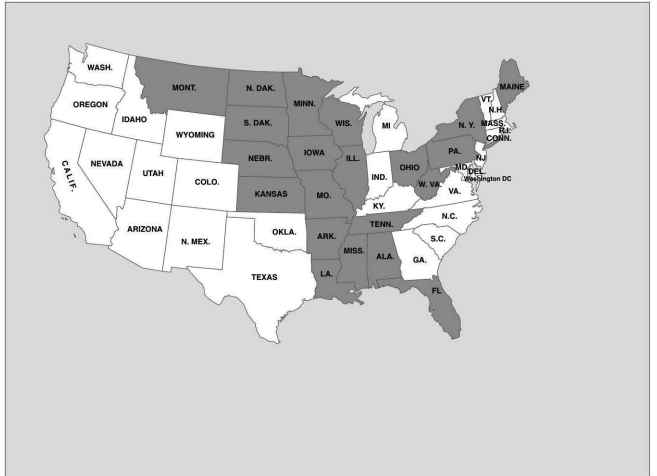 WASH.
MONT.
N. DAK.
MINN.
MAINE
VT.
N.H.
OREGON
IDAHO
S. DAK.
WIS.
MI
N. Y.
MASS.
R.I.
CONN.
WYOMING
NEBR.
IOWA
ILL.
IND.
OHIO
PA.
NJ
MD.
DEL.
Washington DC
W. VA.
VA.
CALIF.
NEVADA
UTAH
COLO.
KANSAS
MO.
KY.
N.C.
ARIZONA
N. MEX.
OKLA.
ARK.
TENN.
S.C.
TEXAS
LA.
MISS.
ALA.
GA.
FL